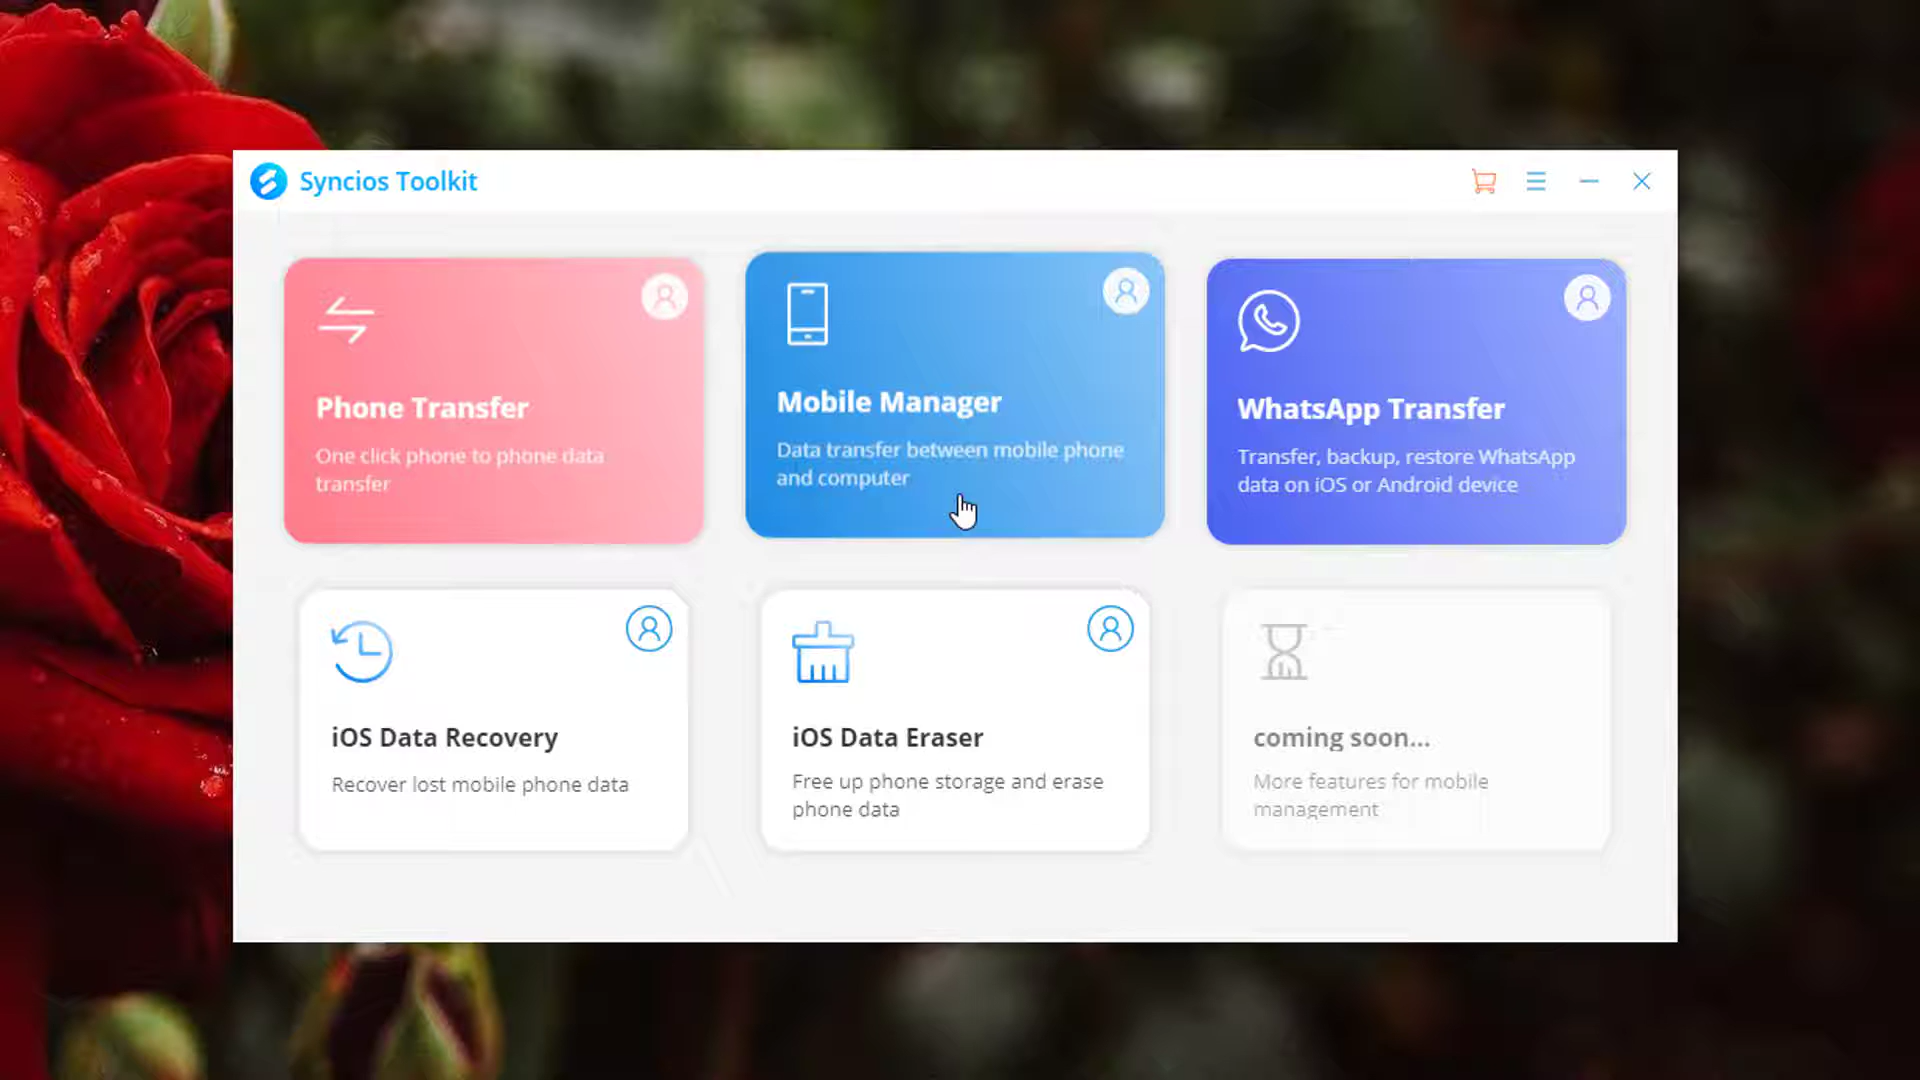 Syncios Toolkit
Phone Transfer
One click phone to phone data
transfer
Mobile Manager
Data transfer between mobile phone
and computer
WhatsApp Transfer
Transfer, backup, restore WhatsApp
data on iOS or Android device
iOS Data Recovery
Recover lost mobile phone data
iOS Data Eraser
Free up phone storage and erase
phone data
coming soon...
More features for mobile
management